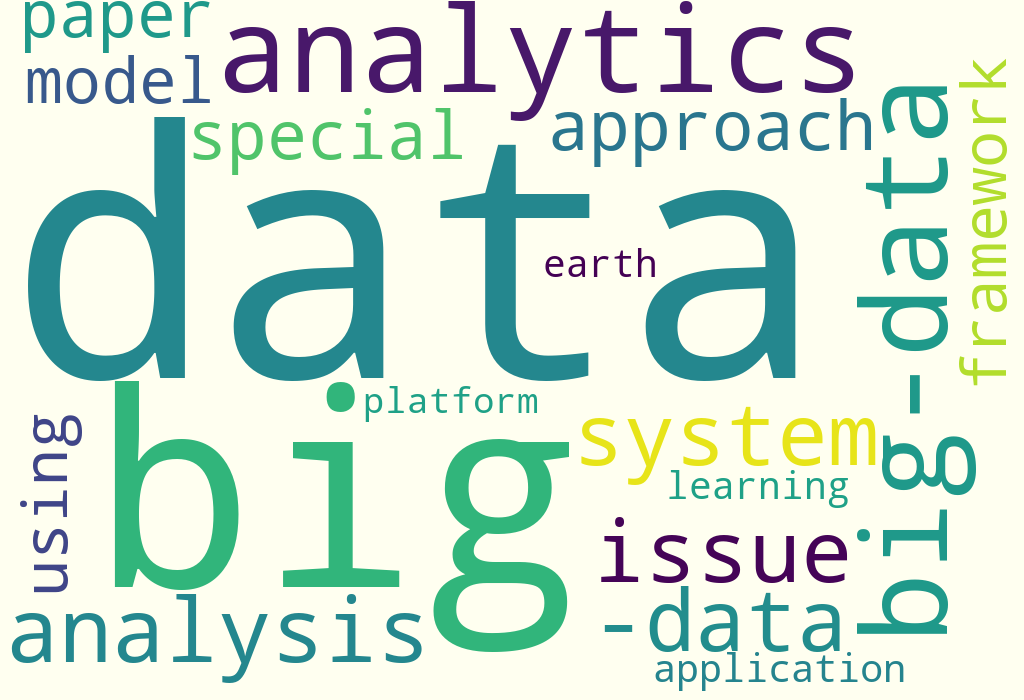 paper
analytics
model
special
approach
data
earth
big-data
framework
big
platform
system
using
learning
issue
analysis
-data
application